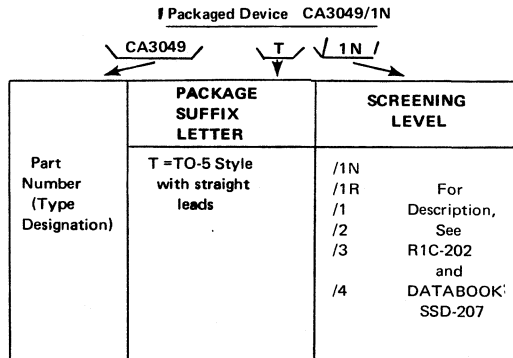 Packaged Device CA3049/1N
CA3049 T /1N/
PACKAGE
SUFFIX
LETTER
SCREENING
LEVEL
Part
Number
(Type
Designation)
T =TO-5 Style
with straight
leads
/1N
/1R For
/1 Description,
/2 See
/3 R1C-202
and
/4 DATABOOK
SSD-207